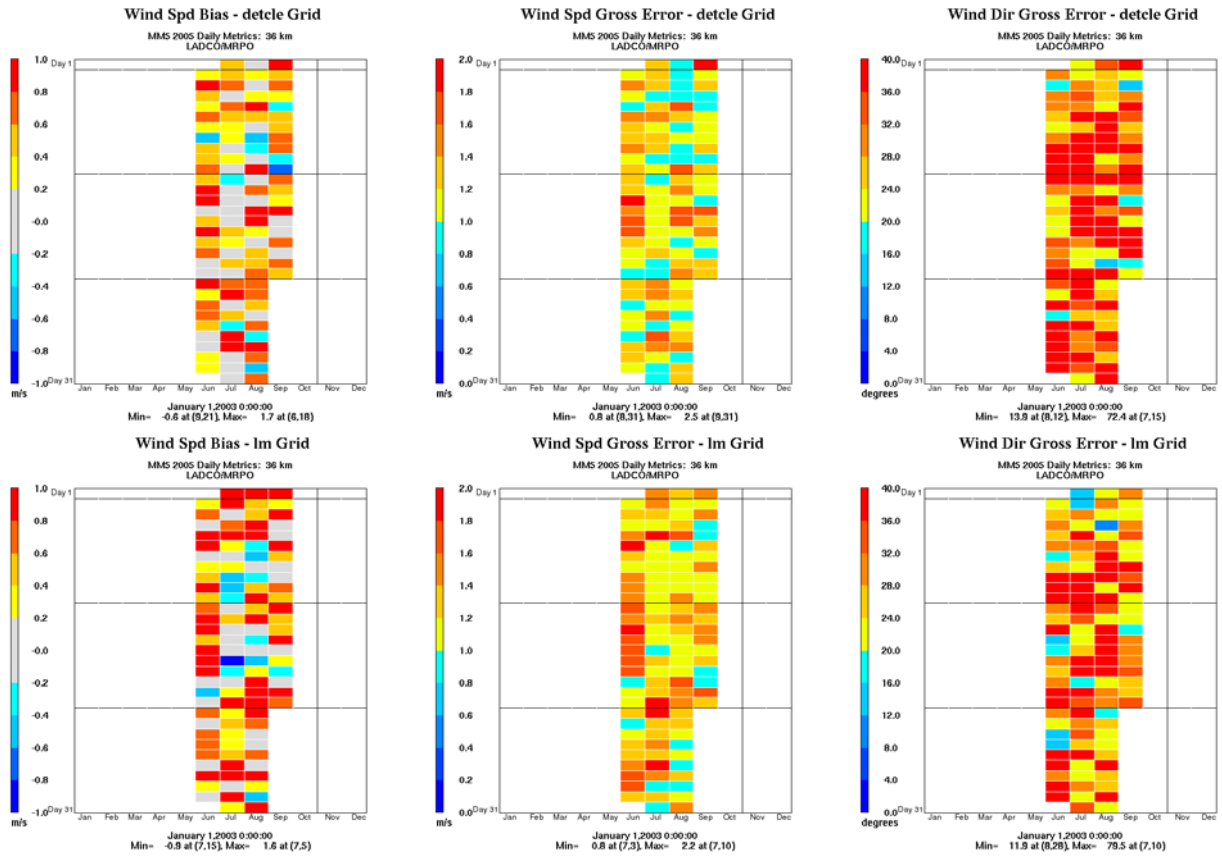 Wind Spd Bias - detcle Grid
MM5 2005 Daily Metrics: 36 km
LADCO/MRPO
1.0
0.8
0.6
0.4
0.2
-0.0
-0.2
-0.4
-0.6
-0.8
-1.0
m/s
Day 1
Day 31
Jan Feb Mar Apr May Jun Jul Aug Sep Oct Nov Dec
January 1,2003 0:00:00
Min= -0.6 at (9,21), Max= 1.7 at (6,18)
Wind Spd Gross Error - detcle Grid
MM5 2005 Daily Metrics: 36 km
LADCO/MRPO
2.0
1.8
1.6
1.4
1.2
1.0
0.8
0.6
0.4
0.2
0.0
m/s
Day 1
Day 31
Jan Feb Mar Apr May Jun Jul Aug Sep Oct Nov Dec
January 1,2003 0:00:00
Min= 0.8 at (8,31), Max= 2.5 at (9,31)
Wind Dir Gross Error - detcle Grid
MM5 2005 Daily Metrics: 36 km
LADCO/MRPO
40.0
36.0
32.0
28.0
24.0
20.0
16.0
12.0
8.0
4.0
0.0
degrees
Day 1
Day 31
Jan Feb Mar Apr May Jun Jul Aug Sep Oct Nov Dec
January 1,2003 0:00:00
Min= 13.9 at (8,12), Max= 72.4 at (7,15)
Wind Spd Bias - lm Grid
MM5 2005 Daily Metrics: 36 km
LADCO/MRPO
1.0
0.8
0.6
0.4
0.2
-0.0
-0.2
-0.4
-0.6
-0.8
-1.0
m/s
Day 1
Day 31
Jan Feb Mar Apr May Jun Jul Aug Sep Oct Nov Dec
January 1,2003 0:00:00
Min= -0.9 at (7,15), Max= 1.6 at (7,5)
Wind Spd Gross Error - lm Grid
MM5 2005 Daily Metrics: 36 km
LADCO/MRPO
2.0
1.8
1.6
1.4
1.2
1.0
0.8
0.6
0.4
0.2
0.0
m/s
Day 1
Day 31
Jan Feb Mar Apr May Jun Jul Aug Sep Oct Nov Dec
January 1,2003 0:00:00
Min= 0.8 at (7,3), Max= 2.2 at (7,10)
Wind Dir Gross Error - lm Grid
MM5 2005 Daily Metrics: 36 km
LADCO/MRPO
40.0
36.0
32.0
28.0
24.0
20.0
16.0
12.0
8.0
4.0
0.0
degrees
Day 1
Day 31
Jan Feb Mar Apr May Jun Jul Aug Sep Oct Nov Dec
January 1,2003 0:00:00
Min= 11.9 at (8,28), Max= 79.5 at (7,10)